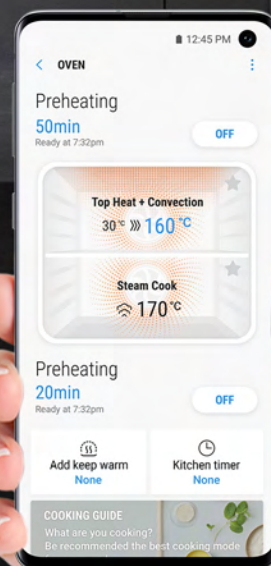 12:45 PM
OVEN
Preheating
50min
Ready at 7:32pm
OFF
Top Heat + Convection
30°C 160°C
Steam Cook
170°C
Preheating
20min
Ready at 7:32pm
OFF
Add keep warm
None
Kitchen timer
None
COOKING GUIDE
What are you cooking?
Be recommended the best cooking mode